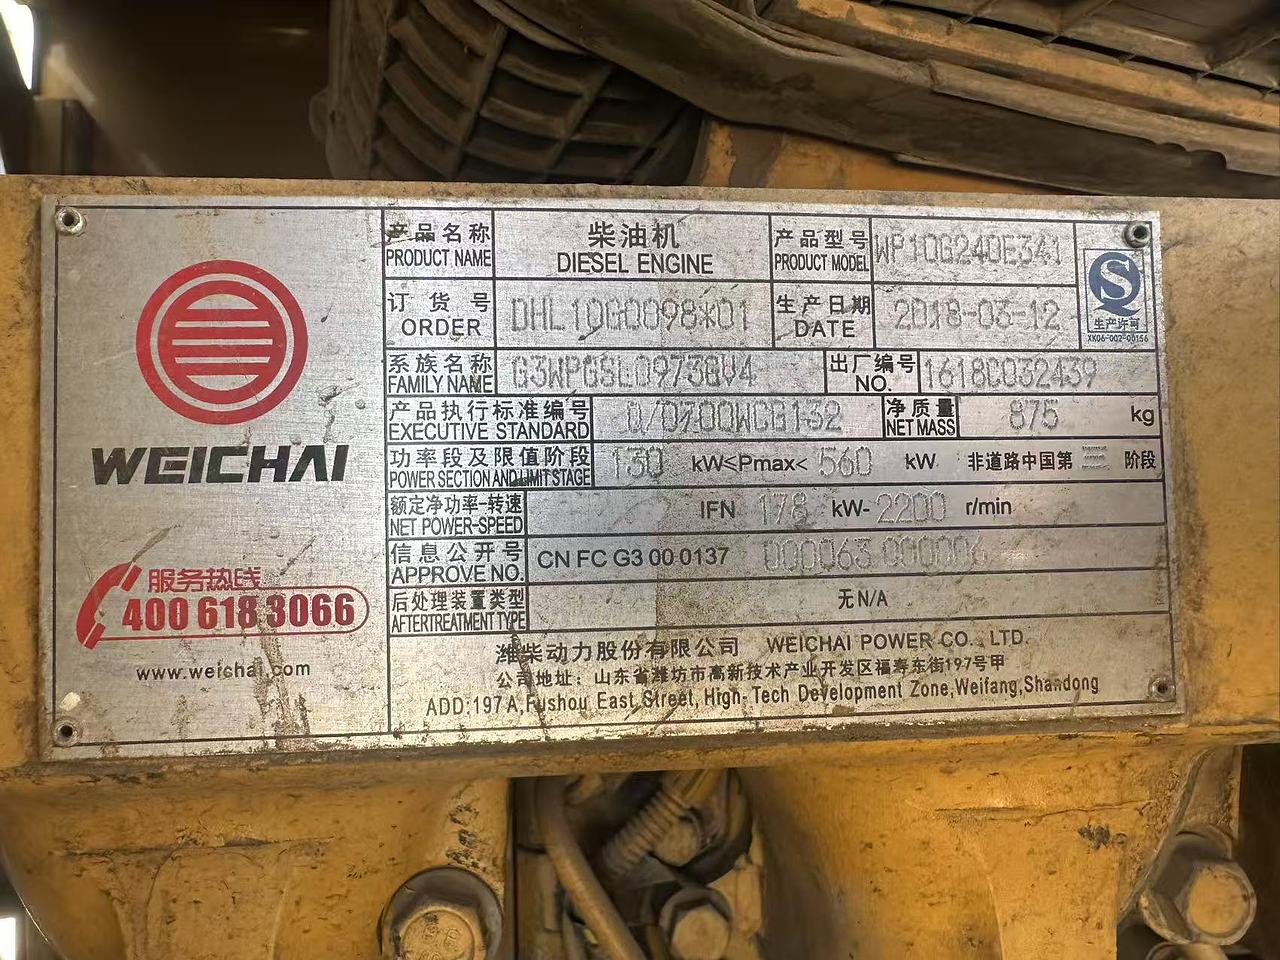 WEICHAI
服务热线
400 618 3066
www.weichai.com
产品名称 PRODUCT NAME 柴油机 DIESEL ENGINE 产品型号 PRODUCT MODEL WP10G240E341
订货号 ORDER DHL10G0098*01 生产日期 DATE 2018-03-12
生产许可
XK06-002-00156
系族名称 FAMILY NAME 出厂编号 NO. 1618C032439
产品执行标准编号 EXECUTIVE STANDARD Q/0700WCG132 净质量 NET MASS 875 kg
功率段及限值阶段 POWER SECTION AND LIMIT STAGE 130 kW≤Pmax≤ 560 kW 非道路中国第 阶段
额定净功率-转速 NET POWER-SPEED IFN 178 kW- 2200 r/min
信息公开号 APPROVE NO. CN FC G3 00 0137 000063 000006
后处理装置类型 AFTERTREATMENT TYPE 无N/A
潍柴动力股份有限公司 WEICHAI POWER CO., LTD.
公司地址：山东省潍坊市高新技术产业开发区福寿东街197号甲
ADD:197 A,Fushou East Street, High-Tech Development Zone,Weifang,Shandong